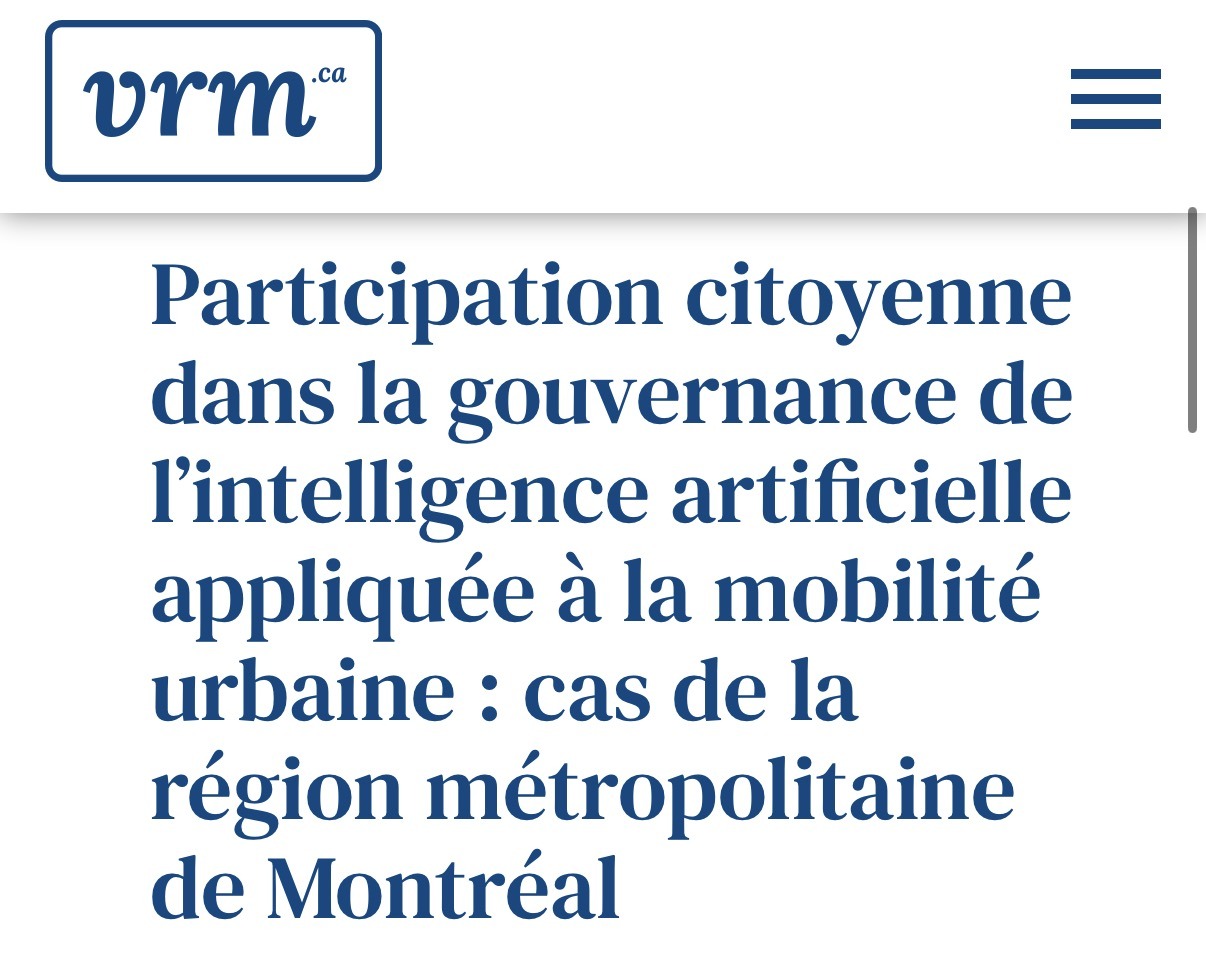 vrm.ca
Participation citoyenne
dans la gouvernance de
l’intelligence artificielle
appliquée à la mobilité
urbaine : cas de la
région métropolitaine
de Montréal